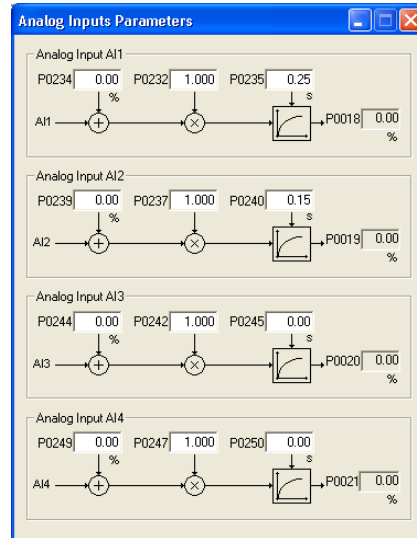 Analog Inputs Parameters
Analog Input AI1
P0234 0.00 P0232 1.000 P0235 0.25
% s
AI1 + × P0018 0.00
%
Analog Input AI2
P0239 0.00 P0237 1.000 P0240 0.15
% s
AI2 + × P0019 0.00
%
Analog Input AI3
P0244 0.00 P0242 1.000 P0245 0.00
% s
AI3 + × P0020 0.00
%
Analog Input AI4
P0249 0.00 P0247 1.000 P0250 0.00
% s
AI4 + × P0021 0.00
%